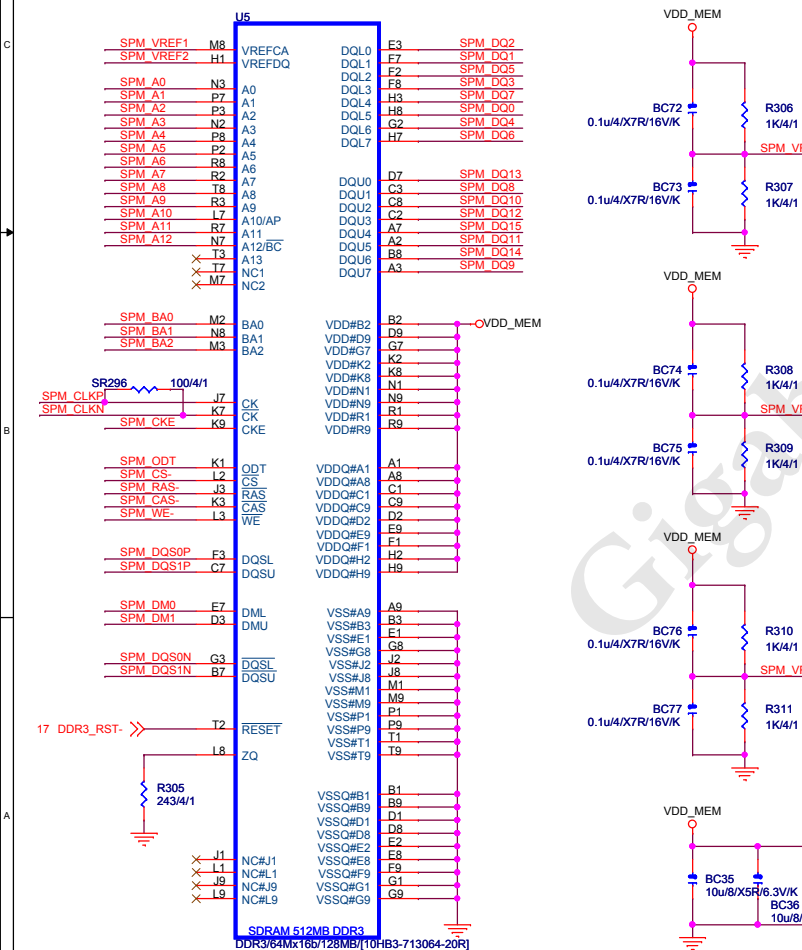 C
B
A
U5
SPM_VREF1 M8 VREFCA
SPM_VREF2 H1 VREFDQ
SPM_A0 N3 A0
SPM_A1 P7 A1
SPM_A2 P3 A2
SPM_A3 N2 A3
SPM_A4 P8 A4
SPM_A5 P2 A5
SPM_A6 R8 A6
SPM_A7 R2 A7
SPM_A8 T8 A8
SPM_A9 R3 A9
SPM_A10 L7 A10/AP
SPM_A11 R7 A11
SPM_A12 N7 A12/BC
T3 A13
T7 NC1
M7 NC2
SPM_BA0 M2 BA0
SPM_BA1 N8 BA1
SPM_BA2 M3 BA2
SR296 100/4/1
SPM_CLKP J7 CK
SPM_CLKN K7 CK
SPM_CKE K9 CKE
SPM_ODT K1 ODT
SPM_CS- L2 CS
SPM_RAS- J3 RAS
SPM_CAS- K3 CAS
SPM_WE- L3 WE
SPM_DQS0P F3 DQSL
SPM_DQS1P C7 DQSU
SPM_DM0 E7 DML
SPM_DM1 D3 DMU
SPM_DQS0N G3 DQSL
SPM_DQS1N B7 DQSU
17 DDR3_RST- T2 RESET
L8 ZQ
R305
243/4/1
J1 NC#J1
L1 NC#L1
J9 NC#J9
L9 NC#L9
DQL0 E3 SPM_DQ2
DQL1 F7 SPM_DQ1
DQL2 F2 SPM_DQ5
DQL3 F8 SPM_DQ3
DQL4 H3 SPM_DQ7
DQL5 H8 SPM_DQ0
DQL6 G2 SPM_DQ4
DQL7 H7 SPM_DQ6
DQU0 D7 SPM_DQ13
DQU1 C3 SPM_DQ8
DQU2 C8 SPM_DQ10
DQU3 C2 SPM_DQ12
DQU4 A7 SPM_DQ15
DQU5 A2 SPM_DQ11
DQU6 B8 SPM_DQ14
DQU7 A3 SPM_DQ9
VDD#B2 B2 VDD_MEM
VDD#D9 D9
VDD#G7 G7
VDD#K2 K2
VDD#K8 K8
VDD#N1 N1
VDD#N9 N9
VDD#R1 R1
VDD#R9 R9
VDDQ#A1 A1
VDDQ#A8 A8
VDDQ#C1 C1
VDDQ#C9 C9
VDDQ#D2 D2
VDDQ#E9 E9
VDDQ#F1 F1
VDDQ#H2 H2
VDDQ#H9 H9
VSS#A9 A9
VSS#B3 B3
VSS#E1 E1
VSS#G8 G8
VSS#J2 J2
VSS#J8 J8
VSS#M1 M1
VSS#M9 M9
VSS#P1 P1
VSS#P9 P9
VSS#T1 T1
VSS#T9 T9
VSSQ#B1 B1
VSSQ#B9 B9
VSSQ#D1 D1
VSSQ#D8 D8
VSSQ#E2 E2
VSSQ#E8 E8
VSSQ#F9 F9
VSSQ#G1 G1
VSSQ#G9 G9
SDRAM 512MB DDR3
DDR3/64Mx16b/128MB/[10HB3-713064-20R]
VDD_MEM
BC72
0.1u/4/X7R/16V/K
R306
1K/4/1
SPM_VR
BC73
0.1u/4/X7R/16V/K
R307
1K/4/1
VDD_MEM
BC74
0.1u/4/X7R/16V/K
R308
1K/4/1
SPM_VR
BC75
0.1u/4/X7R/16V/K
R309
1K/4/1
VDD_MEM
BC76
0.1u/4/X7R/16V/K
R310
1K/4/1
SPM_VR
BC77
0.1u/4/X7R/16V/K
R311
1K/4/1
VDD_MEM
BC35
10u/8/X5R/6.3V/K
BC36
10u/8/
Gigab